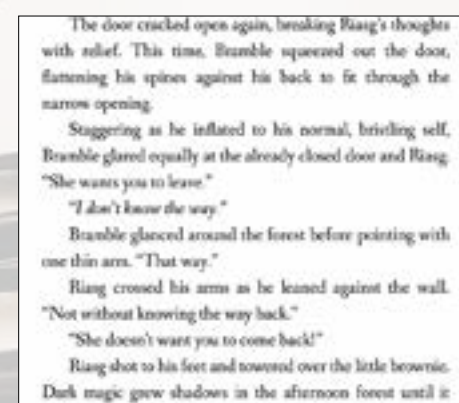 The door cracked open again, breaking Riasg's thoughts
with relief. This time, Bramble squeezed out the door,
flattening his spines against his back to fit through the
narrow opening.
Staggering as he inflated to his normal, bristling self,
Bramble glared equally at the already closed door and Riasg.
"She wants you to leave."
"I don't know the way."
Bramble glanced around the forest before pointing with
one thin arm. "That way."
Riasg crossed his arms as he leaned against the wall.
"Not without knowing the way back."
"She doesn't want you to come back!"
Riasg shot to his feet and towered over the little brownie.
Dark magic grew shadows in the afternoon forest until it